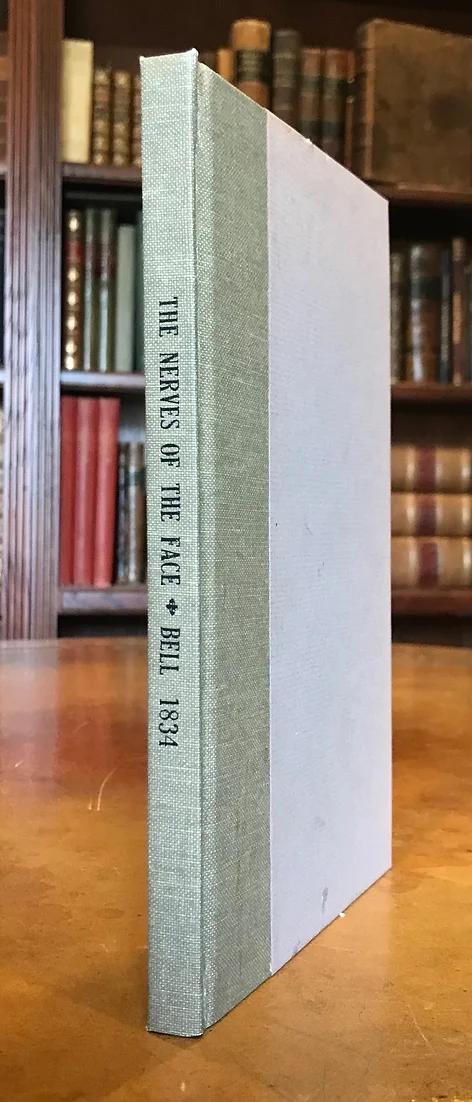 THE NERVES OF THE FACE ✤ BELL 1834